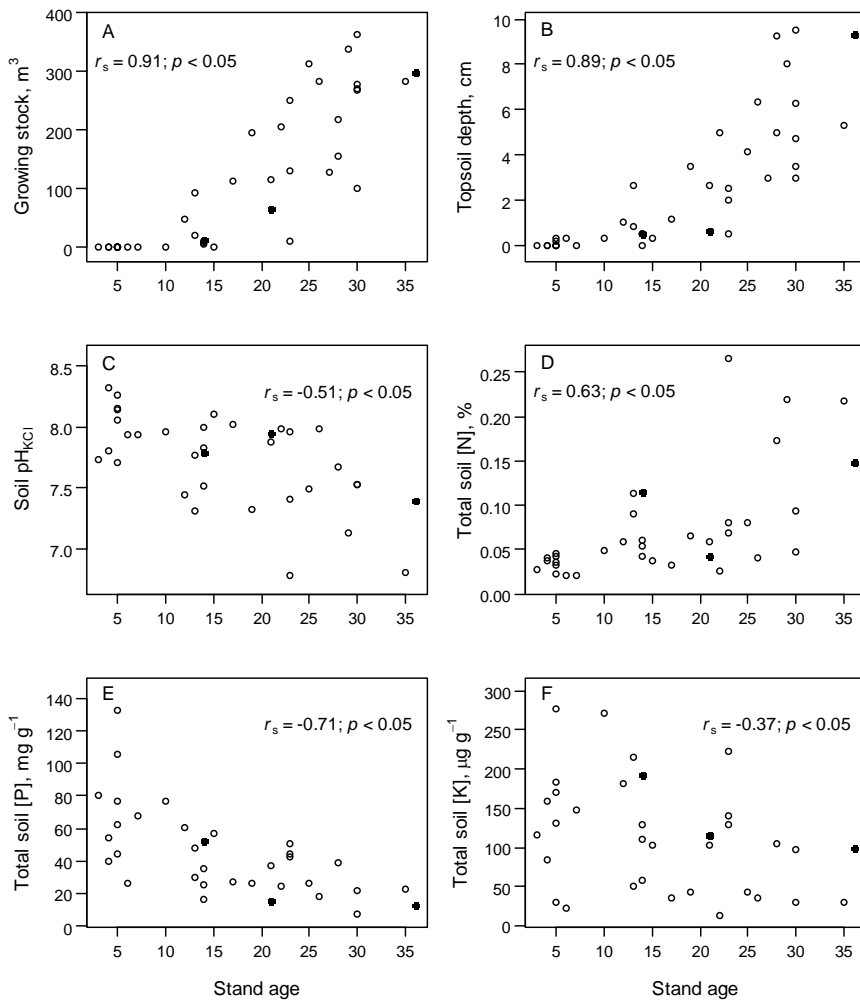 A
r_s = 0.91; p < 0.05
Growing stock, m³
400
300
200
100
0
5 10 15 20 25 30 35
B
r_s = 0.89; p < 0.05
Topsoil depth, cm
10
8
6
4
2
0
5 10 15 20 25 30 35
C
r_s = -0.51; p < 0.05
Soil pH_KCl
8.5
8.0
7.5
7.0
5 10 15 20 25 30 35
D
r_s = 0.63; p < 0.05
Total soil [N], %
0.25
0.20
0.15
0.10
0.05
0.00
5 10 15 20 25 30 35
E
r_s = -0.71; p < 0.05
Total soil [P], mg g⁻¹
140
120
100
80
60
40
20
0
5 10 15 20 25 30 35
Stand age
F
r_s = -0.37; p < 0.05
Total soil [K], µg g⁻¹
300
250
200
150
100
50
0
5 10 15 20 25 30 35
Stand age